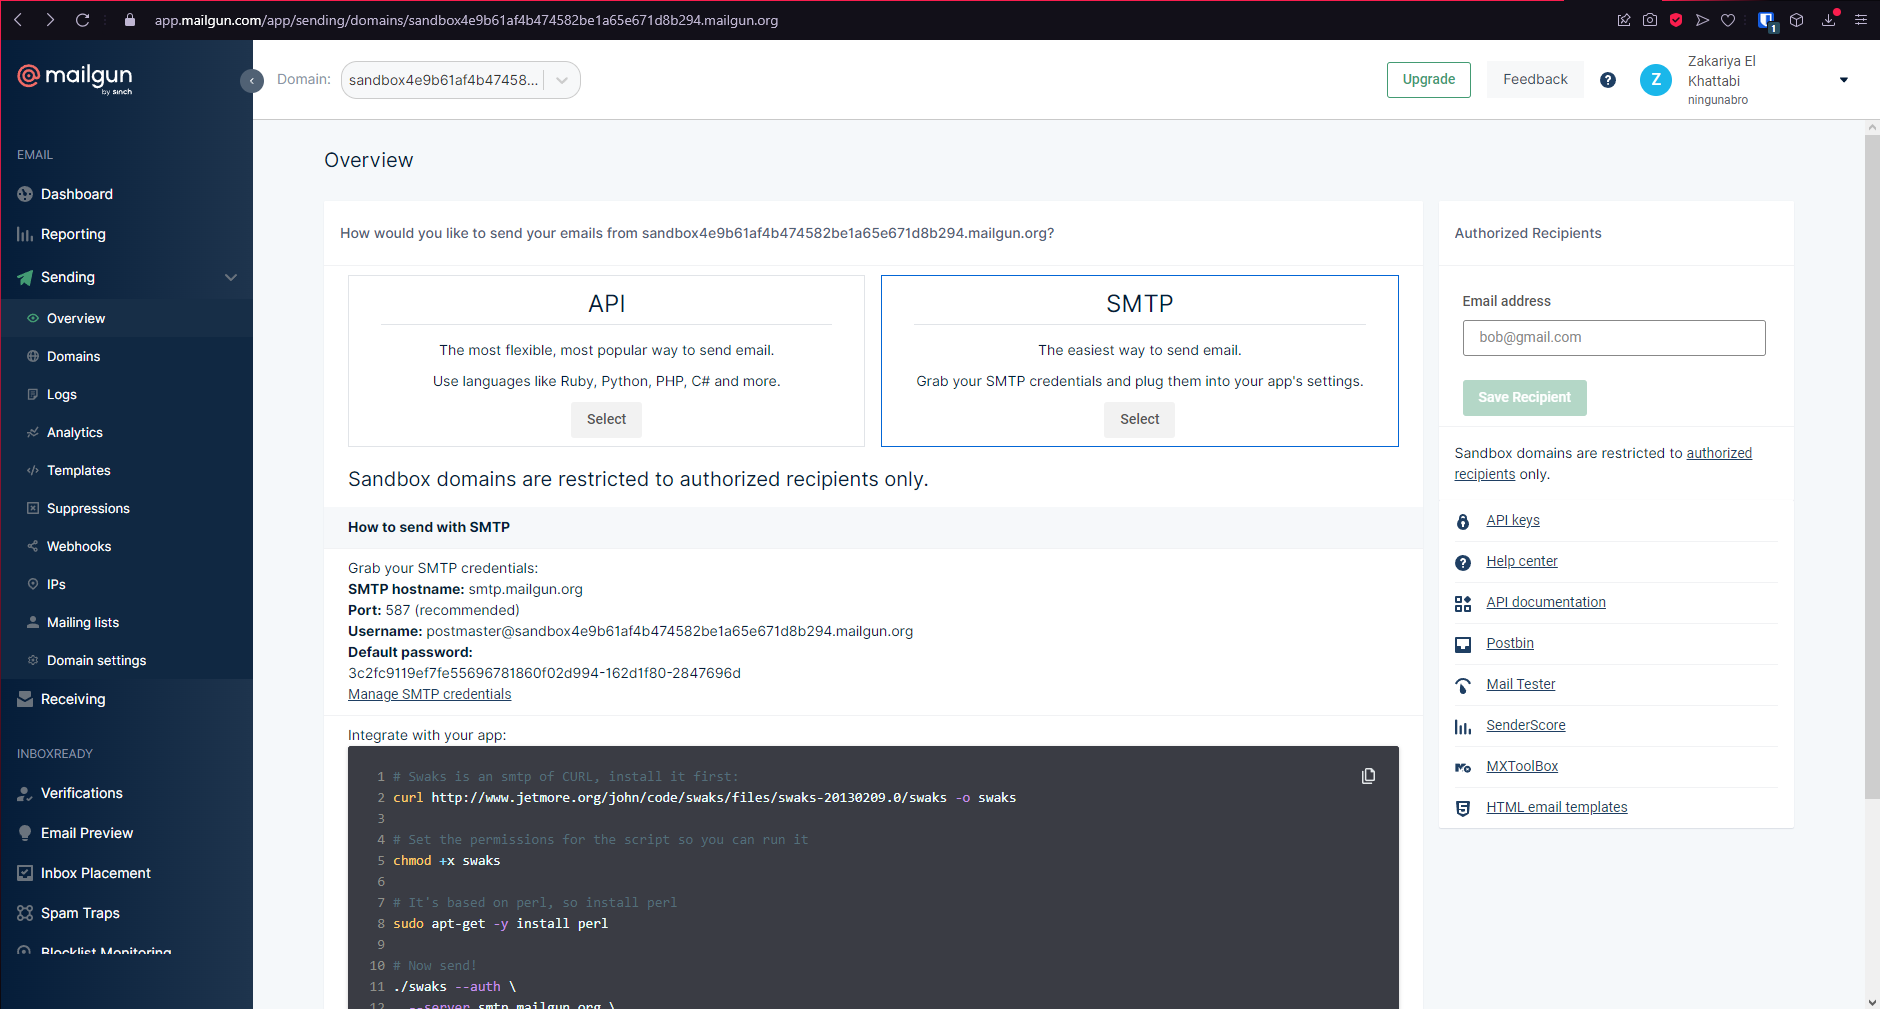 app.mailgun.com/app/sending/domains/sandbox4e9b61af4b474582be1a65e671d8b294.mailgun.org
1
mailgun
by sinch
Domain:
sandbox4e9b61af4b47458...
Upgrade
Feedback
?
Z
Zakariya El
Khattabi
ningunabro
EMAIL
Dashboard
Reporting
Sending
Overview
Domains
Logs
Analytics
Templates
Suppressions
Webhooks
IPs
Mailing lists
Domain settings
Receiving
INBOXREADY
Verifications
Email Preview
Inbox Placement
Spam Traps
Blocklist Monitoring
Overview
How would you like to send your emails from sandbox4e9b61af4b474582be1a65e671d8b294.mailgun.org?
API
The most flexible, most popular way to send email.
Use languages like Ruby, Python, PHP, C# and more.
Select
SMTP
The easiest way to send email.
Grab your SMTP credentials and plug them into your app's settings.
Select
Sandbox domains are restricted to authorized recipients only.
How to send with SMTP
Grab your SMTP credentials:
SMTP hostname: smtp.mailgun.org
Port: 587 (recommended)
Username: postmaster@sandbox4e9b61af4b474582be1a65e671d8b294.mailgun.org
Default password:
3c2fc9119ef7fe55696781860f02d994-162d1f80-2847696d
Manage SMTP credentials
Integrate with your app:
1 # Swaks is an smtp of CURL, install it first:
2 curl http://www.jetmore.org/john/code/swaks/files/swaks-20130209.0/swaks -o swaks
3
4 # Set the permissions for the script so you can run it
5 chmod +x swaks
6
7 # It's based on perl, so install perl
8 sudo apt-get -y install perl
9
10 # Now send!
11 ./swaks --auth \
12 --server smtp.mailgun.org \
Authorized Recipients
Email address
bob@gmail.com
Save Recipient
Sandbox domains are restricted to authorized
recipients only.
API keys
Help center
API documentation
Postbin
Mail Tester
SenderScore
MXToolBox
HTML email templates